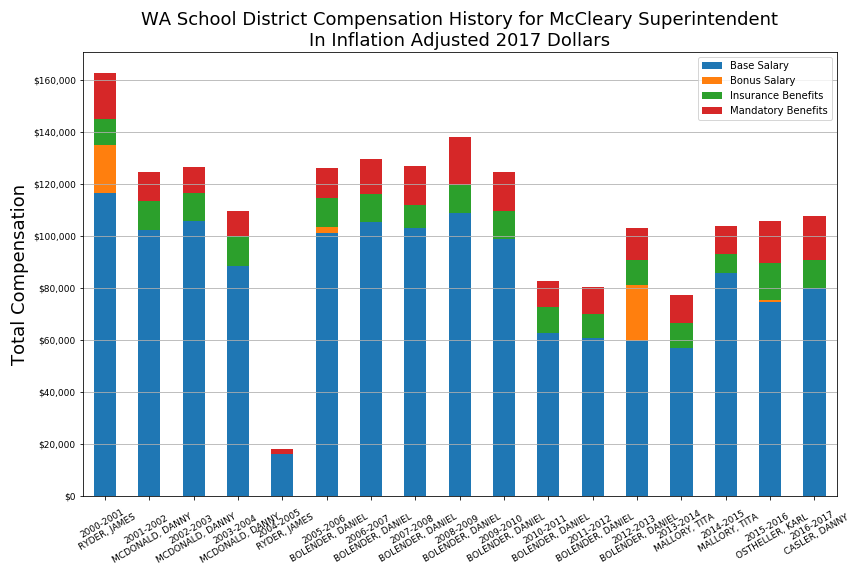 WA School District Compensation History for McCleary Superintendent
In Inflation Adjusted 2017 Dollars
Base Salary
Bonus Salary
Insurance Benefits
Mandatory Benefits
Total Compensation
$160,000
$140,000
$120,000
$100,000
$80,000
$60,000
$40,000
$20,000
$0
2000-2001
RYDER, JAMES
2001-2002
MCDONALD, DANNY
2002-2003
MCDONALD, DANNY
2003-2004
MCDONALD, DANNY
2004-2005
RYDER, JAMES
2005-2006
BOLENDER, DANIEL
2006-2007
BOLENDER, DANIEL
2007-2008
BOLENDER, DANIEL
2008-2009
BOLENDER, DANIEL
2009-2010
BOLENDER, DANIEL
2010-2011
BOLENDER, DANIEL
2011-2012
BOLENDER, DANIEL
2012-2013
BOLENDER, DANIEL
2013-2014
MALLORY, TITA
2014-2015
MALLORY, TITA
2015-2016
OSTHELLER, KARL
2016-2017
CASLER, DANNY